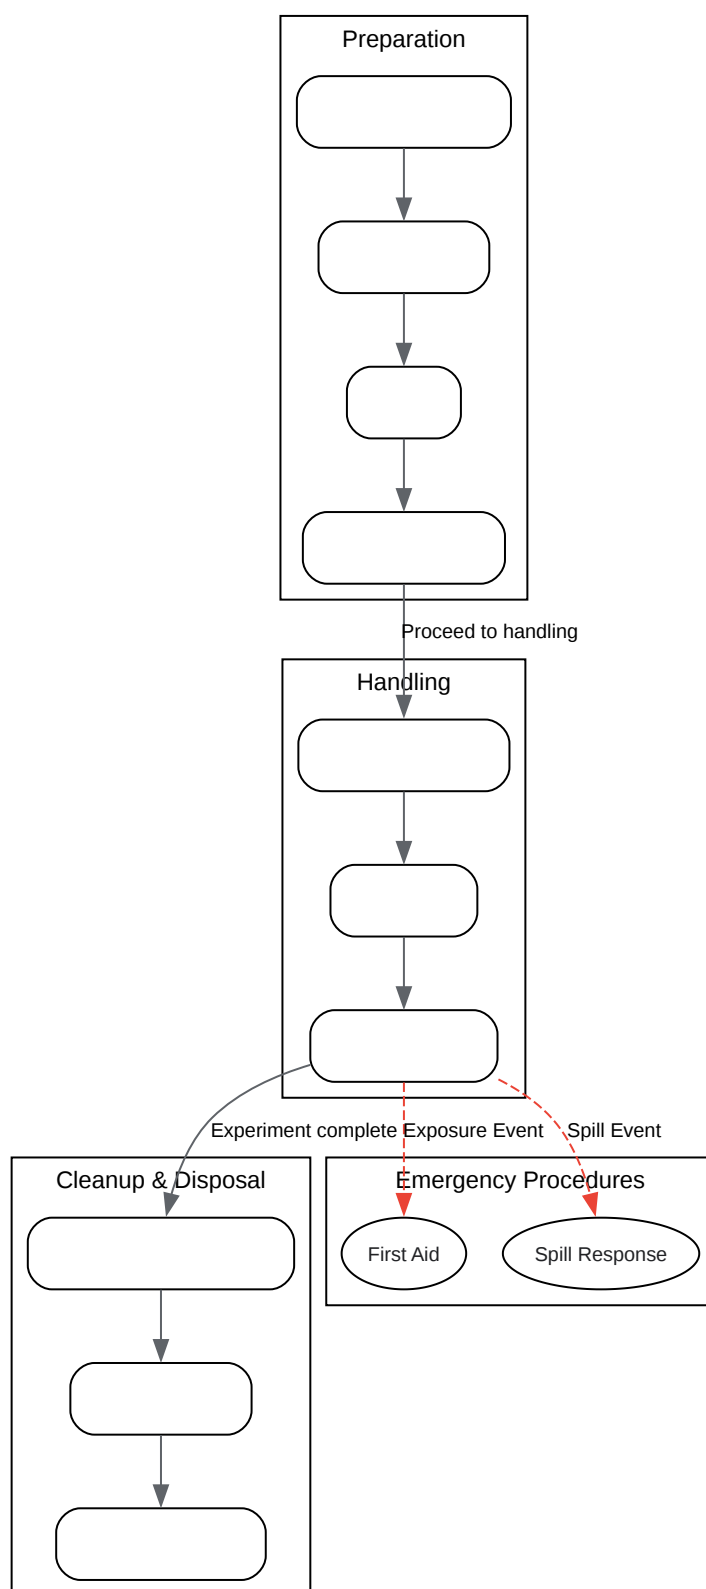 Preparation
Proceed to handling
Handling
Experiment complete
Exposure Event
Spill Event
Cleanup & Disposal
Emergency Procedures
First Aid
Spill Response